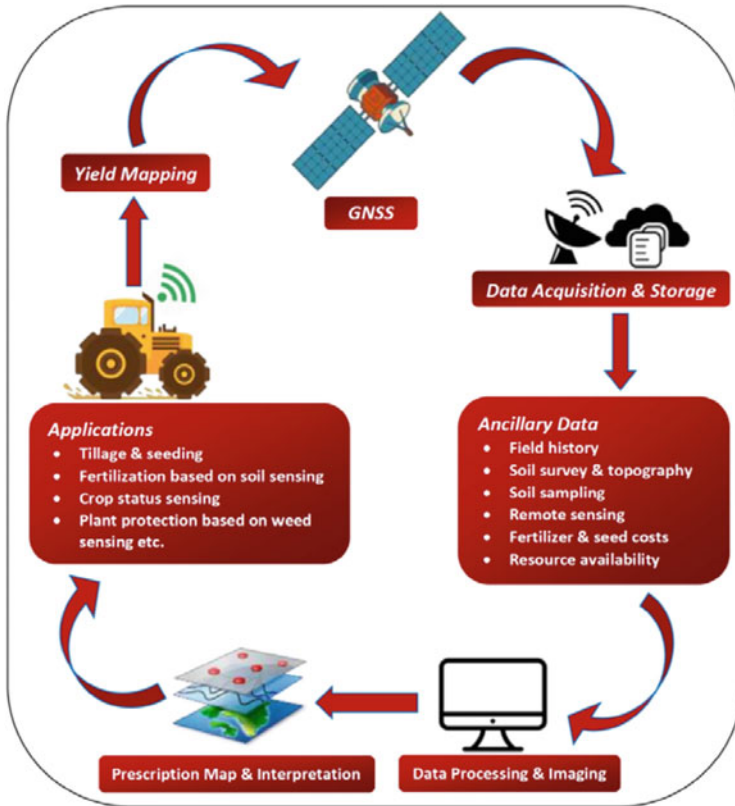 Yield Mapping
GNSS
Data Acquisition & Storage
Applications
• Tillage & seeding
• Fertilization based on soil sensing
• Crop status sensing
• Plant protection based on weed
sensing etc.
Ancillary Data
• Field history
• Soil survey & topography
• Soil sampling
• Remote sensing
• Fertilizer & seed costs
• Resource availability
Prescription Map & Interpretation
Data Processing & Imaging